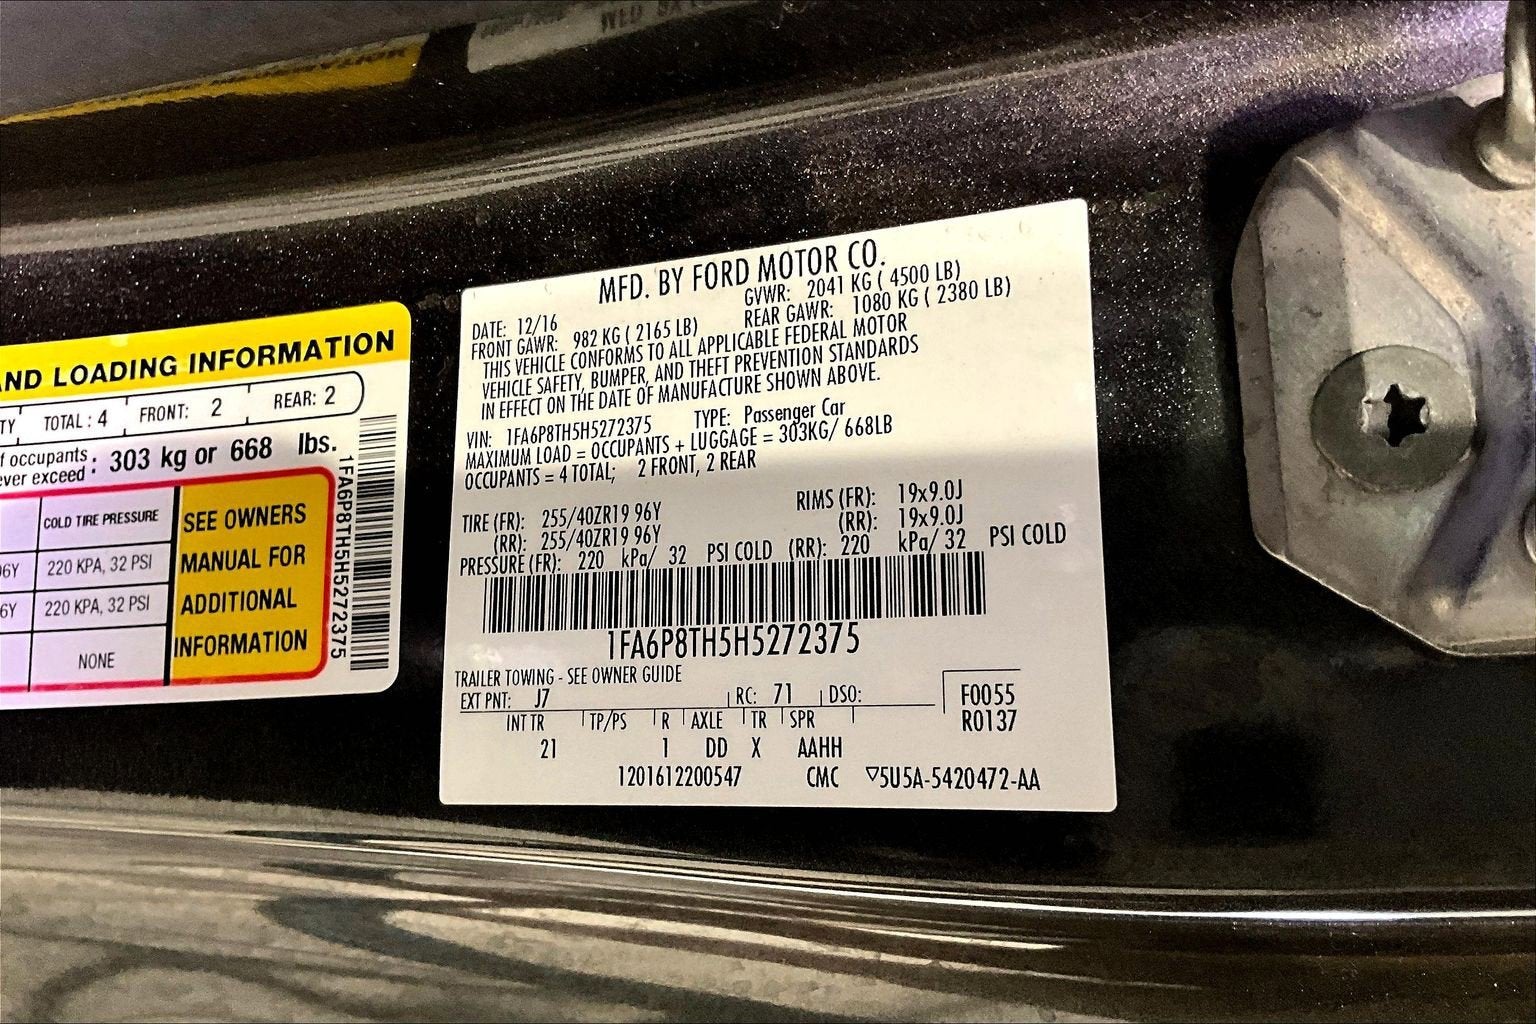 AND LOADING INFORMATION
TOTAL : 4 FRONT: 2 REAR: 2
of occupants : 303 kg or 668 lbs.
ever exceed
COLD TIRE PRESSURE
220 KPA, 32 PSI
220 KPA, 32 PSI
NONE
SEE OWNERS
MANUAL FOR
ADDITIONAL
INFORMATION
1FA6P8TH5H5272375
MFD. BY FORD MOTOR CO.
DATE: 12/16 GVWR: 2041 KG ( 4500 LB)
FRONT GAWR: 982 KG ( 2165 LB) REAR GAWR: 1080 KG ( 2380 LB)
THIS VEHICLE CONFORMS TO ALL APPLICABLE FEDERAL MOTOR
VEHICLE SAFETY, BUMPER, AND THEFT PREVENTION STANDARDS
IN EFFECT ON THE DATE OF MANUFACTURE SHOWN ABOVE.
VIN: 1FA6P8TH5H5272375 TYPE: Passenger Car
MAXIMUM LOAD = OCCUPANTS + LUGGAGE = 303KG/ 668LB
OCCUPANTS = 4 TOTAL; 2 FRONT, 2 REAR
TIRE (FR): 255/40ZR19 96Y RIMS (FR): 19x9.0J
(RR): 255/40ZR19 96Y (RR): 19x9.0J
PRESSURE (FR): 220 kPa/ 32 PSI COLD (RR): 220 kPa/ 32 PSI COLD
1FA6P8TH5H5272375
TRAILER TOWING - SEE OWNER GUIDE
EXT PNT: J7 RC: 71 DSO: F0055
INT TR TP/PS R AXLE TR SPR R0137
21 1 DD X AAHH
1201612200547 CMC ▽5U5A-5420472-AA